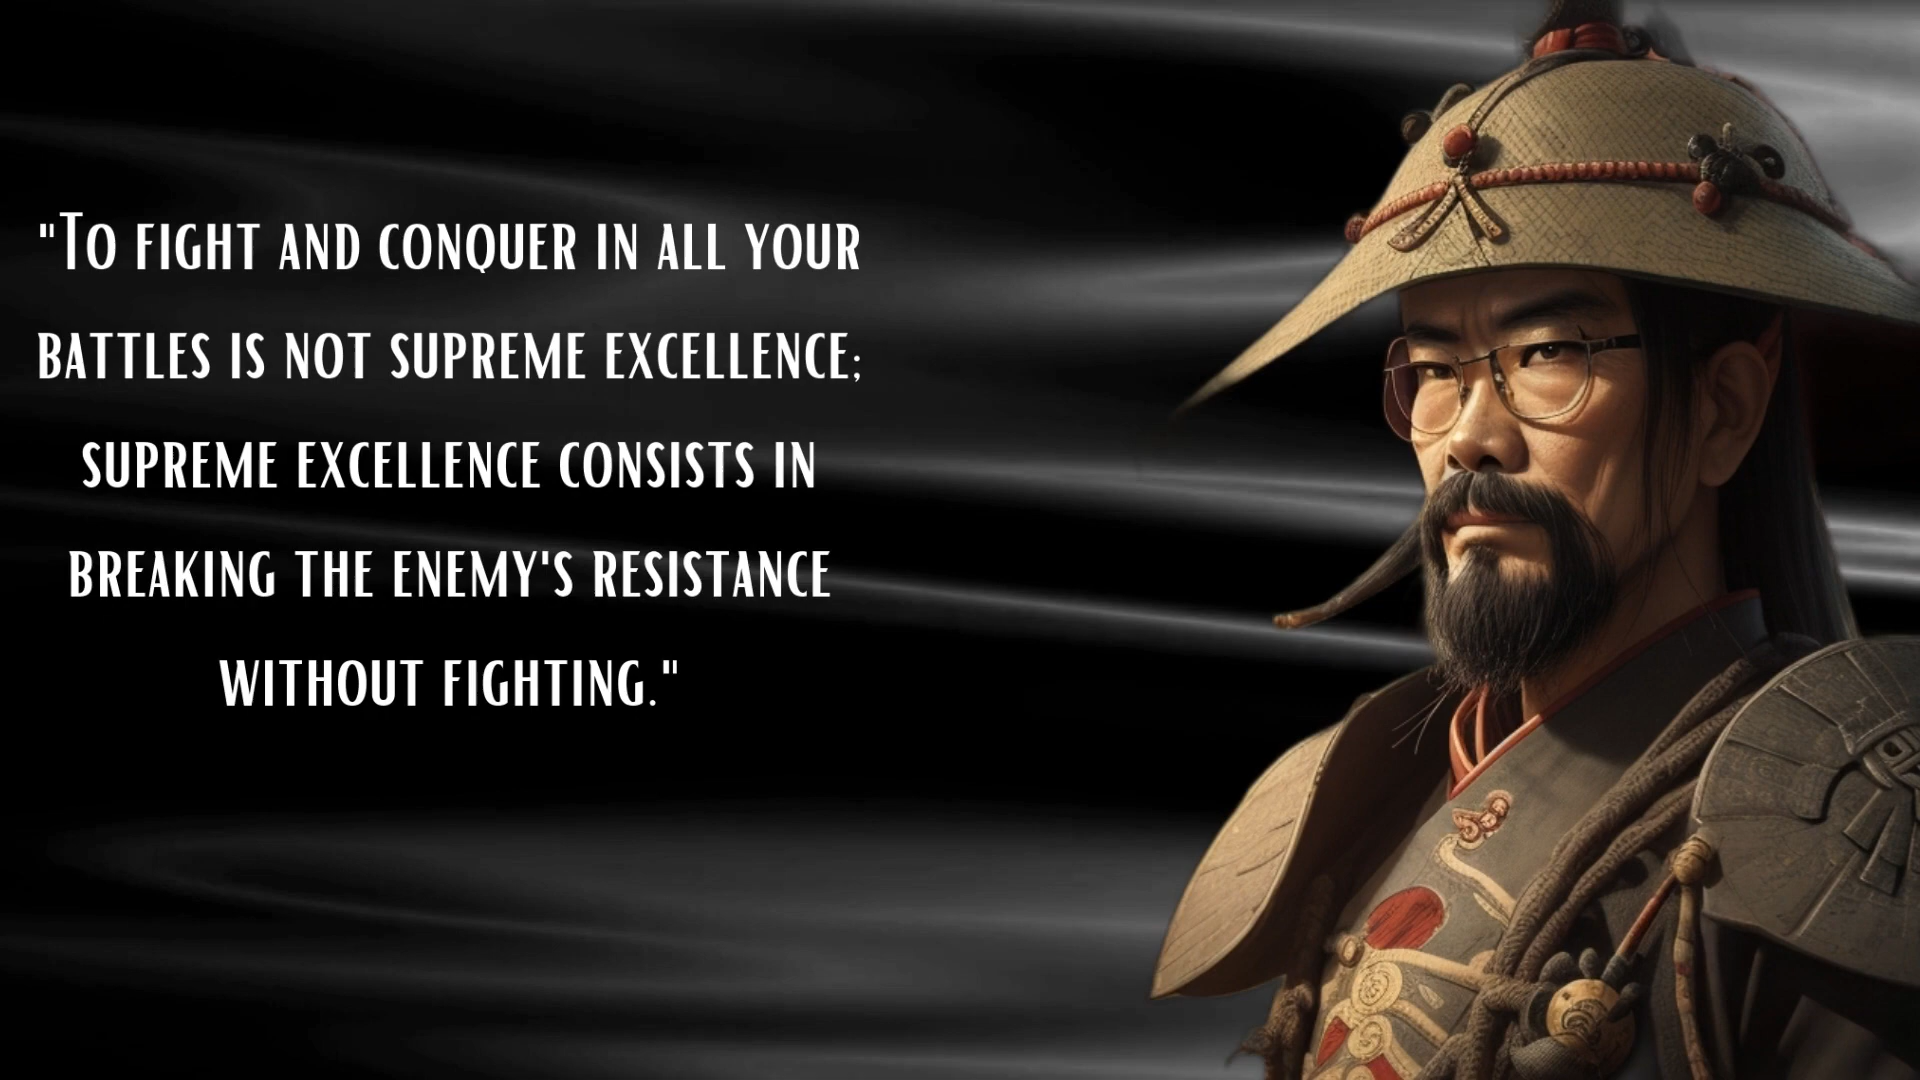 "To fight and conquer in all your
battles is not supreme excellence;
supreme excellence consists in
breaking the enemy's resistance
without fighting."